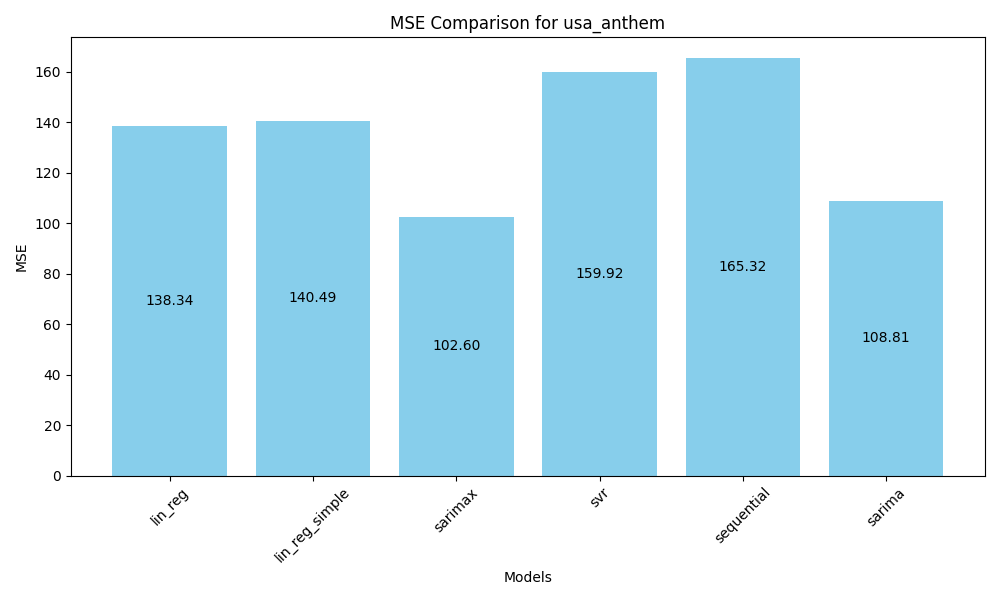 MSE Comparison for usa_anthem
MSE
160
140
120
100
80
60
40
20
0
138.34
140.49
102.60
159.92
165.32
108.81
lin_reg
lin_reg_simple
sarimax
svr
sequential
sarima
Models